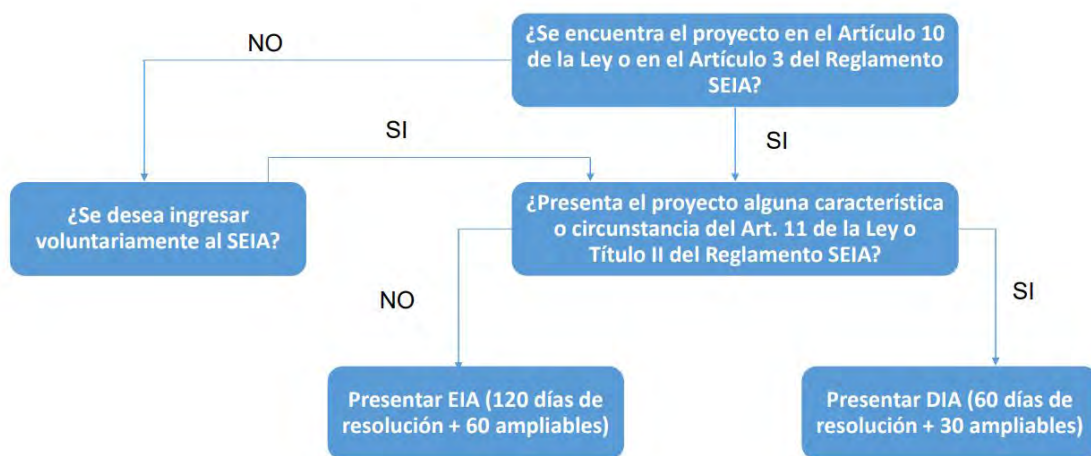 NO
¿Se encuentra el proyecto en el Artículo 10
de la Ley o en el Artículo 3 del Reglamento
SEIA?
SI
SI
¿Se desea ingresar
voluntariamente al SEIA?
¿Presenta el proyecto alguna característica
o circunstancia del Art. 11 de la Ley o
Título II del Reglamento SEIA?
NO
SI
Presentar EIA (120 días de
resolución + 60 ampliables)
Presentar DIA (60 días de
resolución + 30 ampliables)